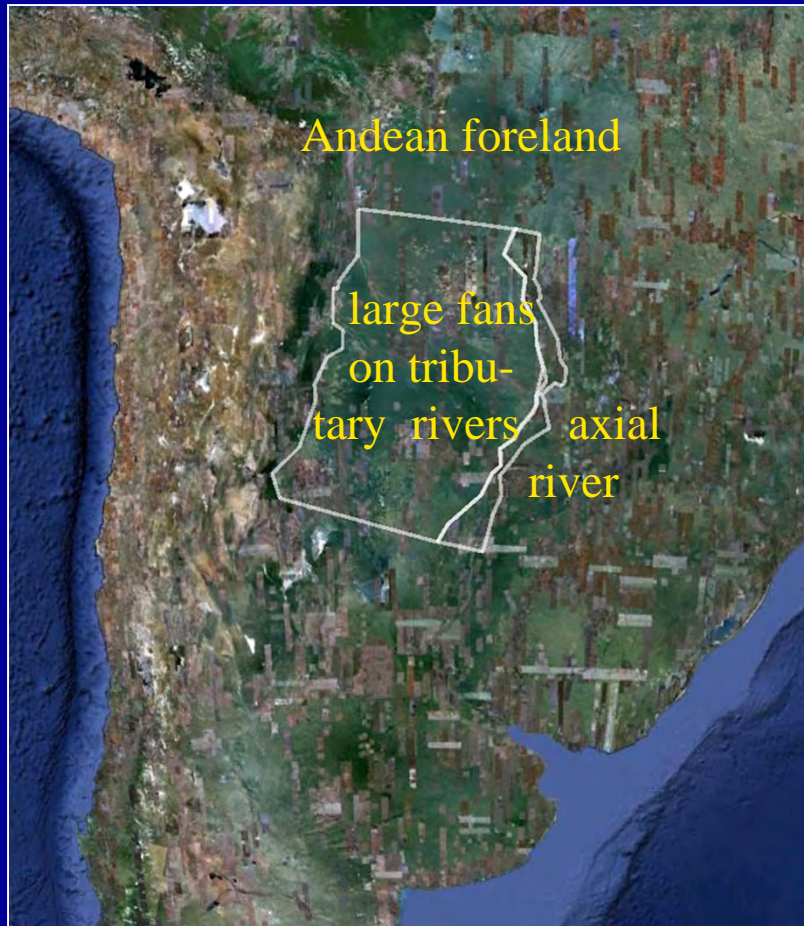 Andean foreland
large fans
on tribu-
tary rivers
axial
river